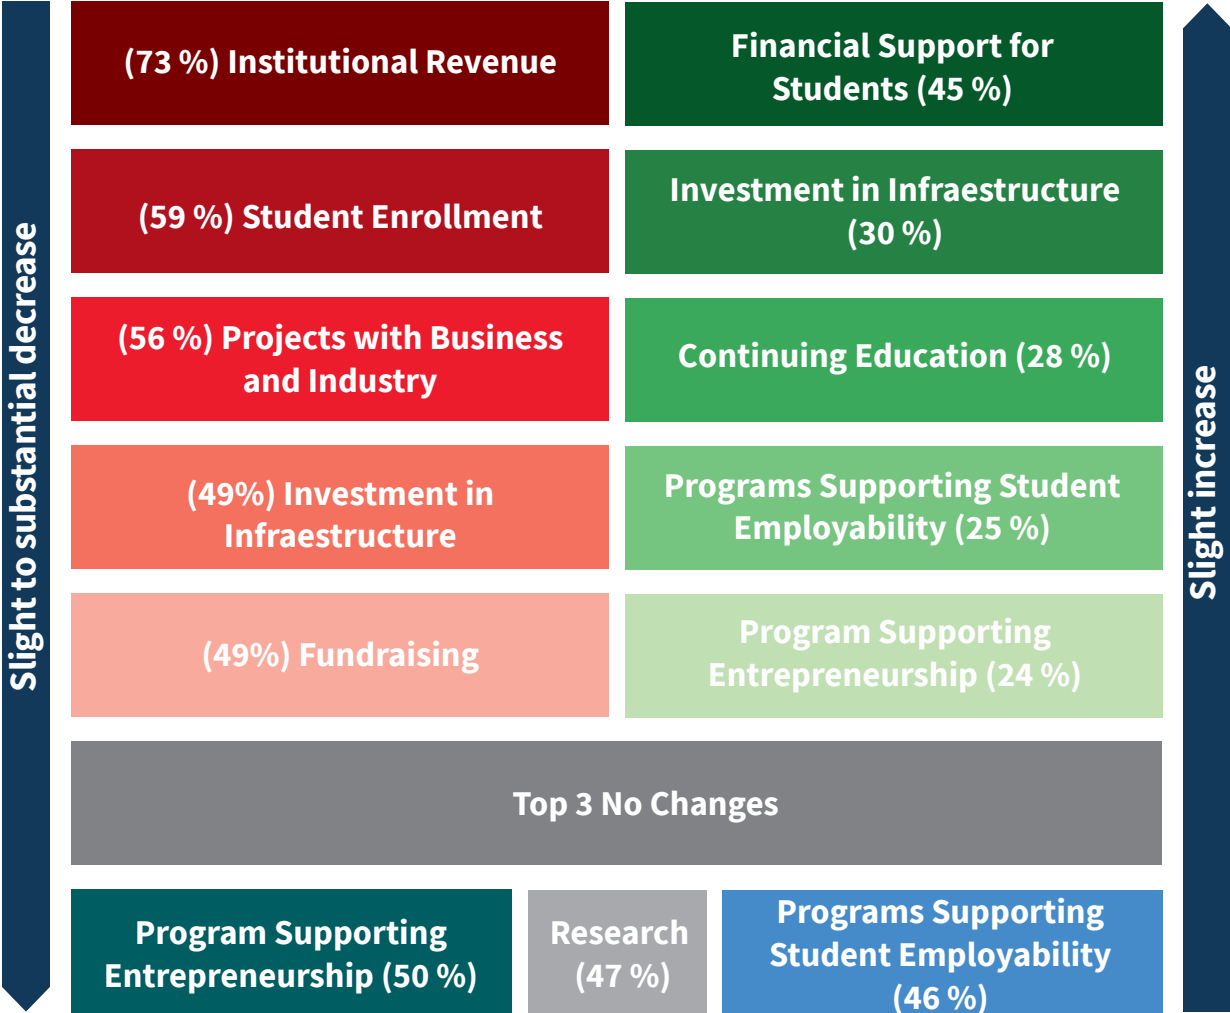 Slight to substantial decrease
(73 %) Institutional Revenue
Financial Support for
Students (45 %)
(59 %) Student Enrollment
Investment in Infraestructure
(30 %)
(56 %) Projects with Business
and Industry
Continuing Education (28 %)
(49%) Investment in
Infraestructure
Programs Supporting Student
Employability (25 %)
(49%) Fundraising
Program Supporting
Entrepreneurship (24 %)
Slight increase
Top 3 No Changes
Program Supporting
Entrepreneurship (50 %)
Research
(47 %)
Programs Supporting
Student Employability
(46 %)